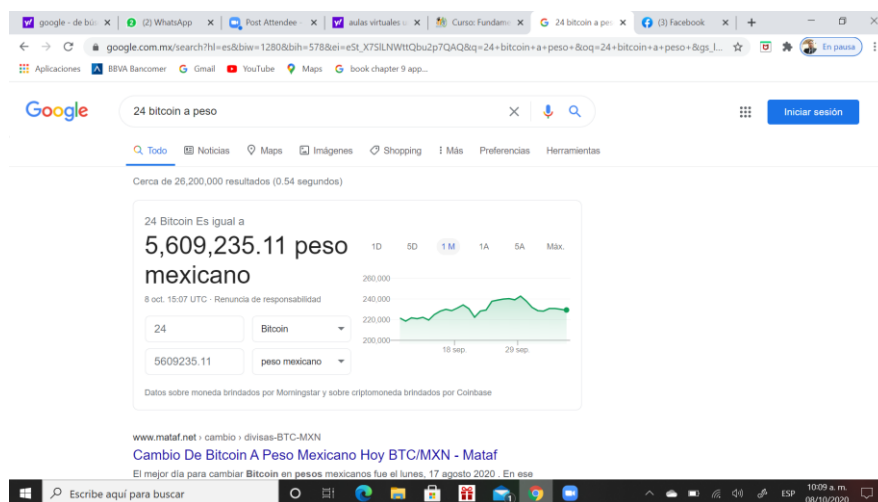 google - de bús
(2) WhatsApp
Post Attendee -
aulas virtuales u
Curso: Fundam
24 bitcoin a pes
(3) Facebook
google.com.mx/search?hl=es&biw=1280&bih=578&ei=eSt_X7SILNWttQbu2p7QAQ&q=24+bitcoin+a+peso+&oq=24+bitcoin+a+peso+&gs_l...
En pausa
Aplicaciones BBVA Bancomer Gmail YouTube Maps book chapter 9 app...
Google
24 bitcoin a peso
Iniciar sesión
Todo Noticias Maps Imágenes Shopping Más Preferencias Herramientas
Cerca de 26,200,000 resultados (0.54 segundos)
24 Bitcoin Es igual a
5,609,235.11 peso
mexicano
8 oct. 15:07 UTC · Renuncia de responsabilidad
24 Bitcoin
5609235.11 peso mexicano
1D 5D 1 M 1A 5A Máx.
260,000
240,000
220,000
200,000
18 sep. 29 sep.
Datos sobre moneda brindados por Morningstar y sobre criptomoneda brindados por Coinbase
www.mataf.net › cambio › divisas-BTC-MXN
Cambio De Bitcoin A Peso Mexicano Hoy BTC/MXN - Mataf
El mejor día para cambiar Bitcoin en pesos mexicanos fue el lunes, 17 agosto 2020 . En ese
Escribe aquí para buscar
ESP
10:09 a. m.
08/10/2020